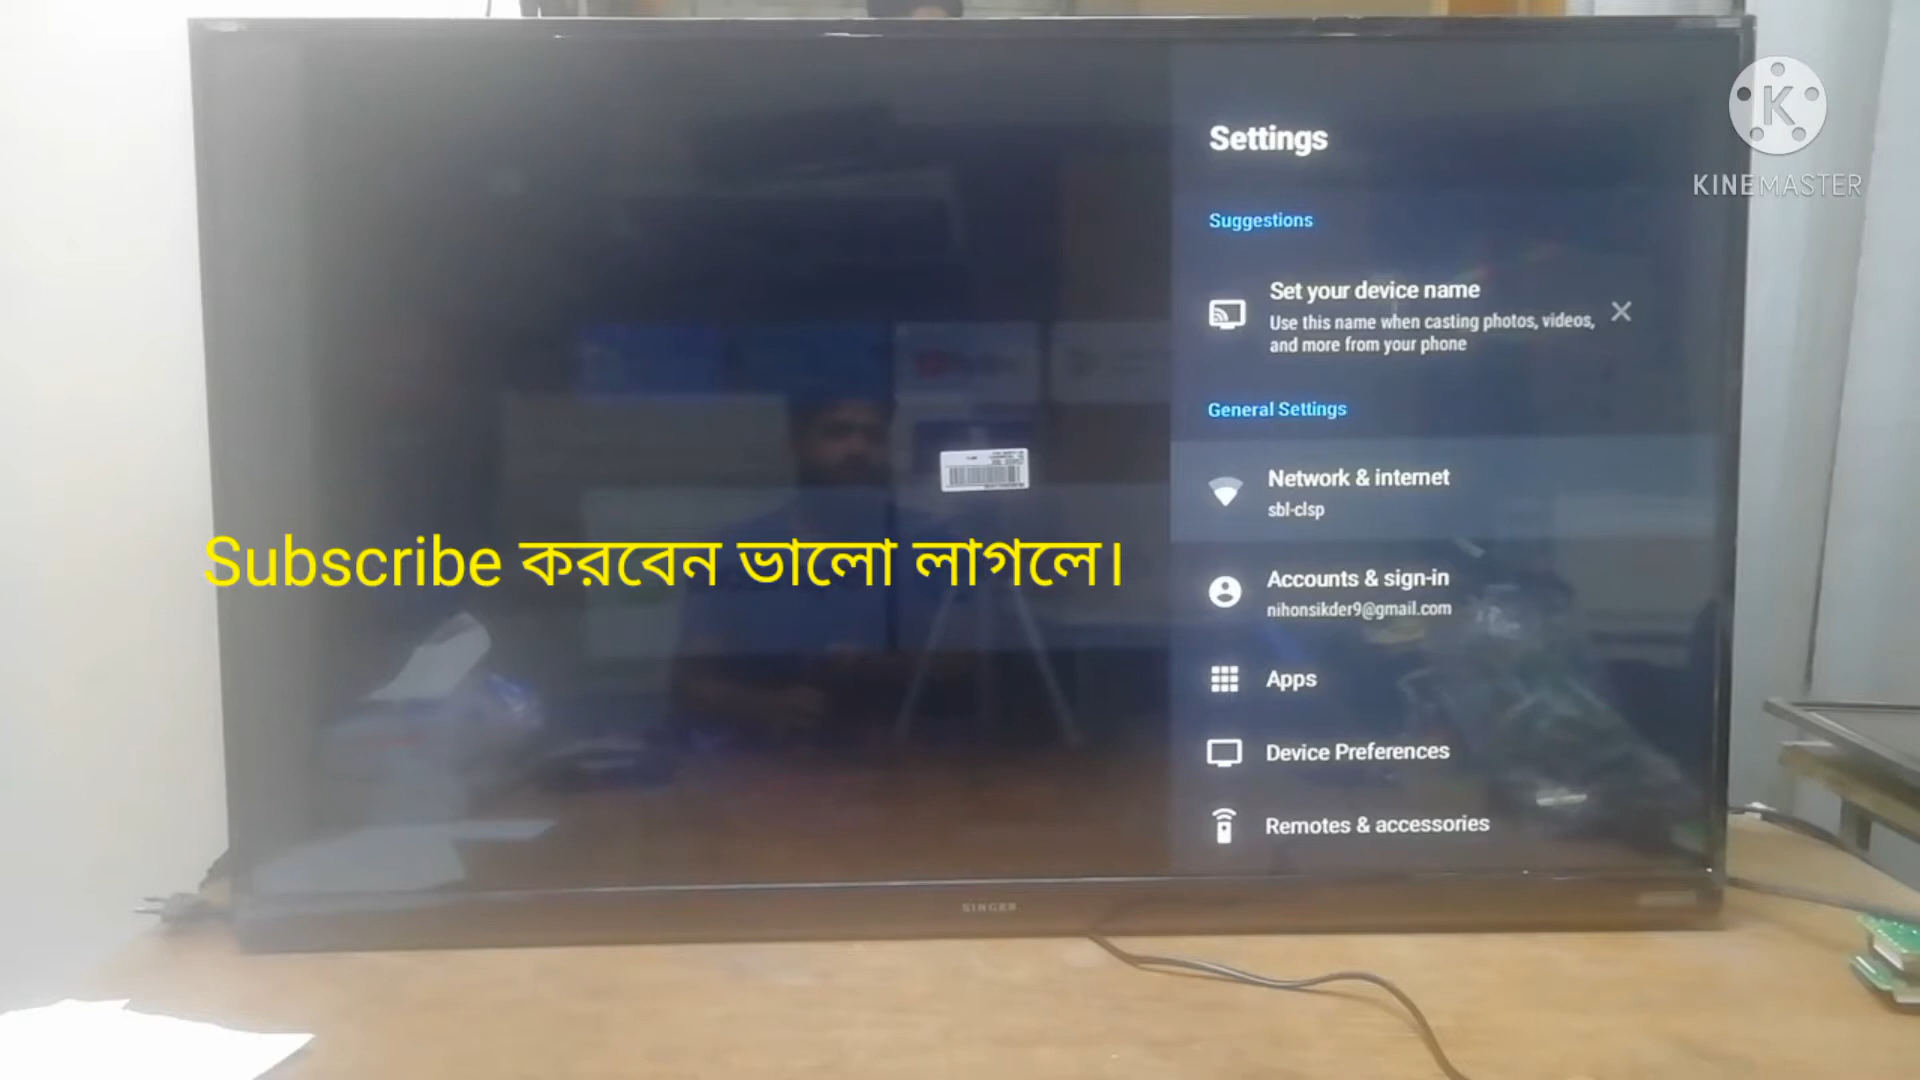 Settings
KINEMASTER
Suggestions
Set your device name
Use this name when casting photos, videos,
and more from your phone
General Settings
Network & internet
sbl-clsp
Subscribe করবেন ভালো লাগলে।
Accounts & sign-in
nihonsikder9@gmail.com
Apps
Device Preferences
Remotes & accessories
SINGER